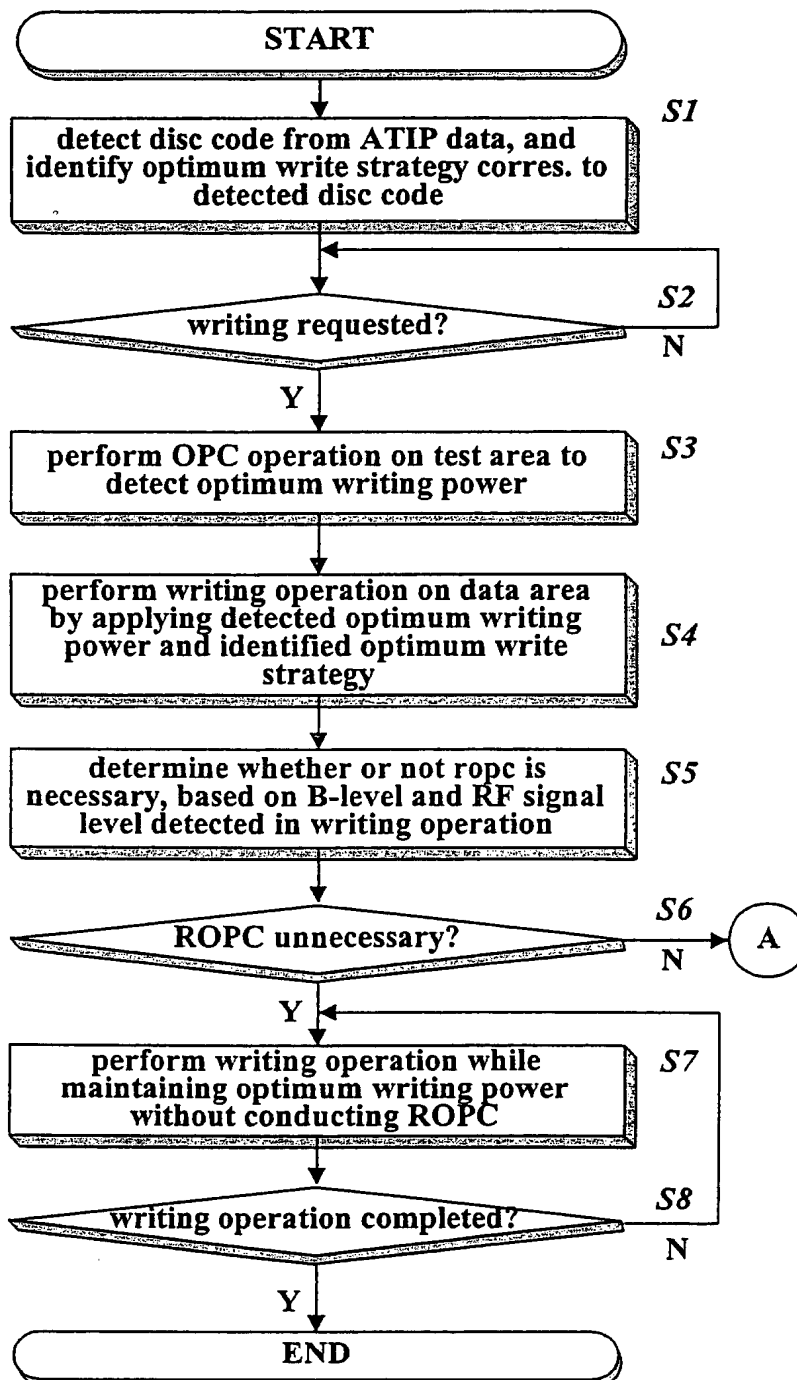 START
S1
detect disc code from ATIP data, and
identify optimum write strategy corres. to
detected disc code
S2
writing requested?
N
Y
S3
perform OPC operation on test area to
detect optimum writing power
perform writing operation on data area
by applying detected optimum writing
power and identified optimum write
strategy
S4
determine whether or not ropc is
necessary, based on B-level and RF signal
level detected in writing operation
S5
S6
ROPC unnecessary?
N
A
Y
perform writing operation while
maintaining optimum writing power
without conducting ROPC
S7
S8
writing operation completed?
N
Y
END